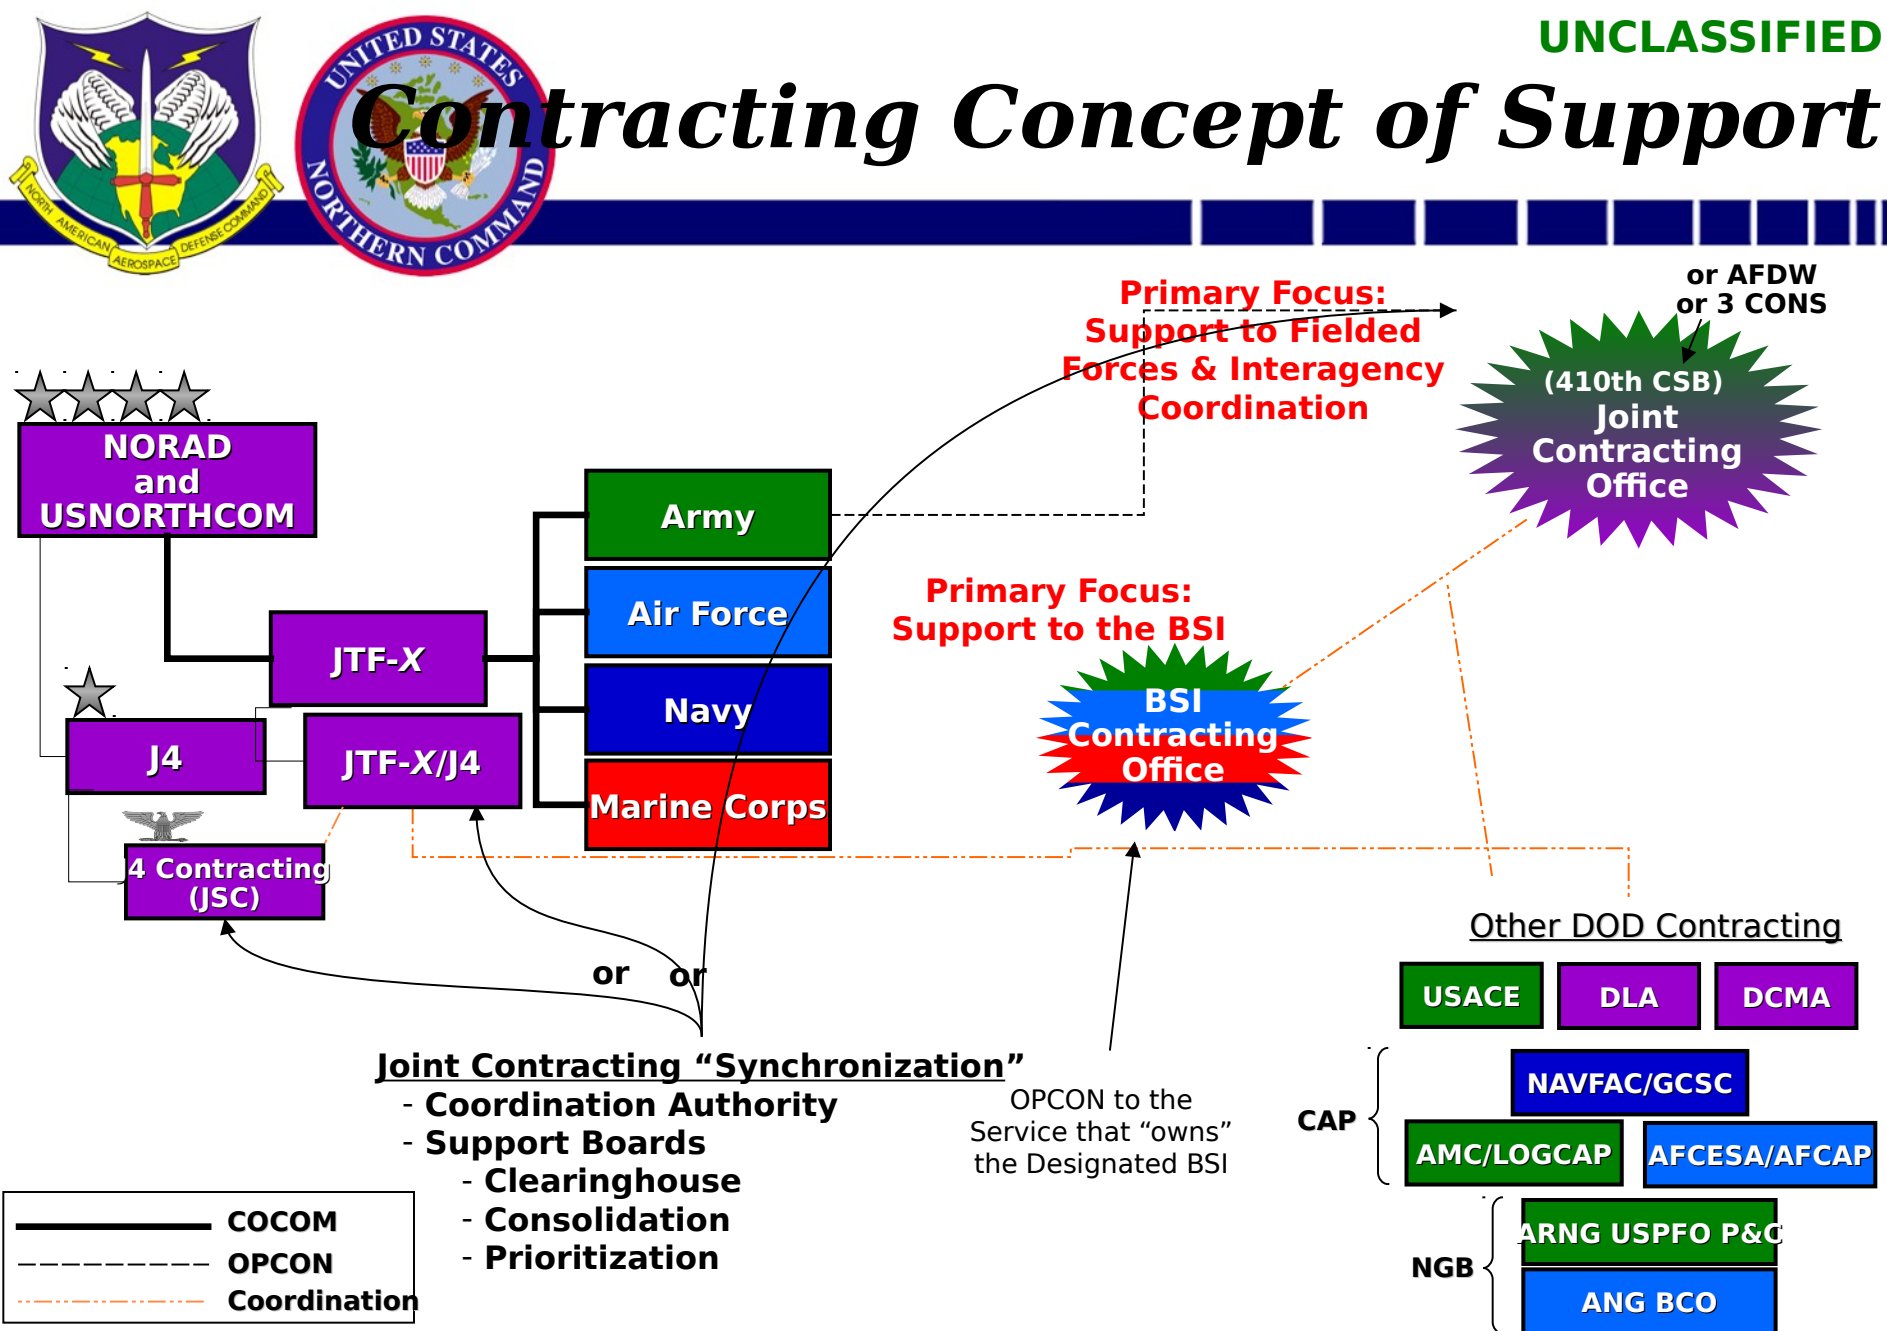 UNCLASSIFIED
Contracting Concept of Support
NORTH AMERICAN AEROSPACE DEFENSE COMMAND
UNITED STATES
NORTHERN COMMAND
or AFDW
or 3 CONS
Primary Focus:
Support to Fielded
Forces & Interagency
Coordination
(410th CSB)
Joint
Contracting
Office
NORAD
and
USNORTHCOM
Army
Air Force
Navy
Marine Corps
JTF-X
J4
JTF-X/J4
J4 Contracting
(JSC)
Primary Focus:
Support to the BSI
BSI
Contracting
Office
or or
Joint Contracting “Synchronization”
- Coordination Authority
- Support Boards
- Clearinghouse
- Consolidation
- Prioritization
OPCON to the
Service that “owns”
the Designated BSI
Other DOD Contracting
USACE
DLA
DCMA
CAP
NAVFAC/GCSC
AMC/LOGCAP
AFCESA/AFCAP
NGB
ARNG USPFO P&C
ANG BCO
COCOM
OPCON
Coordination